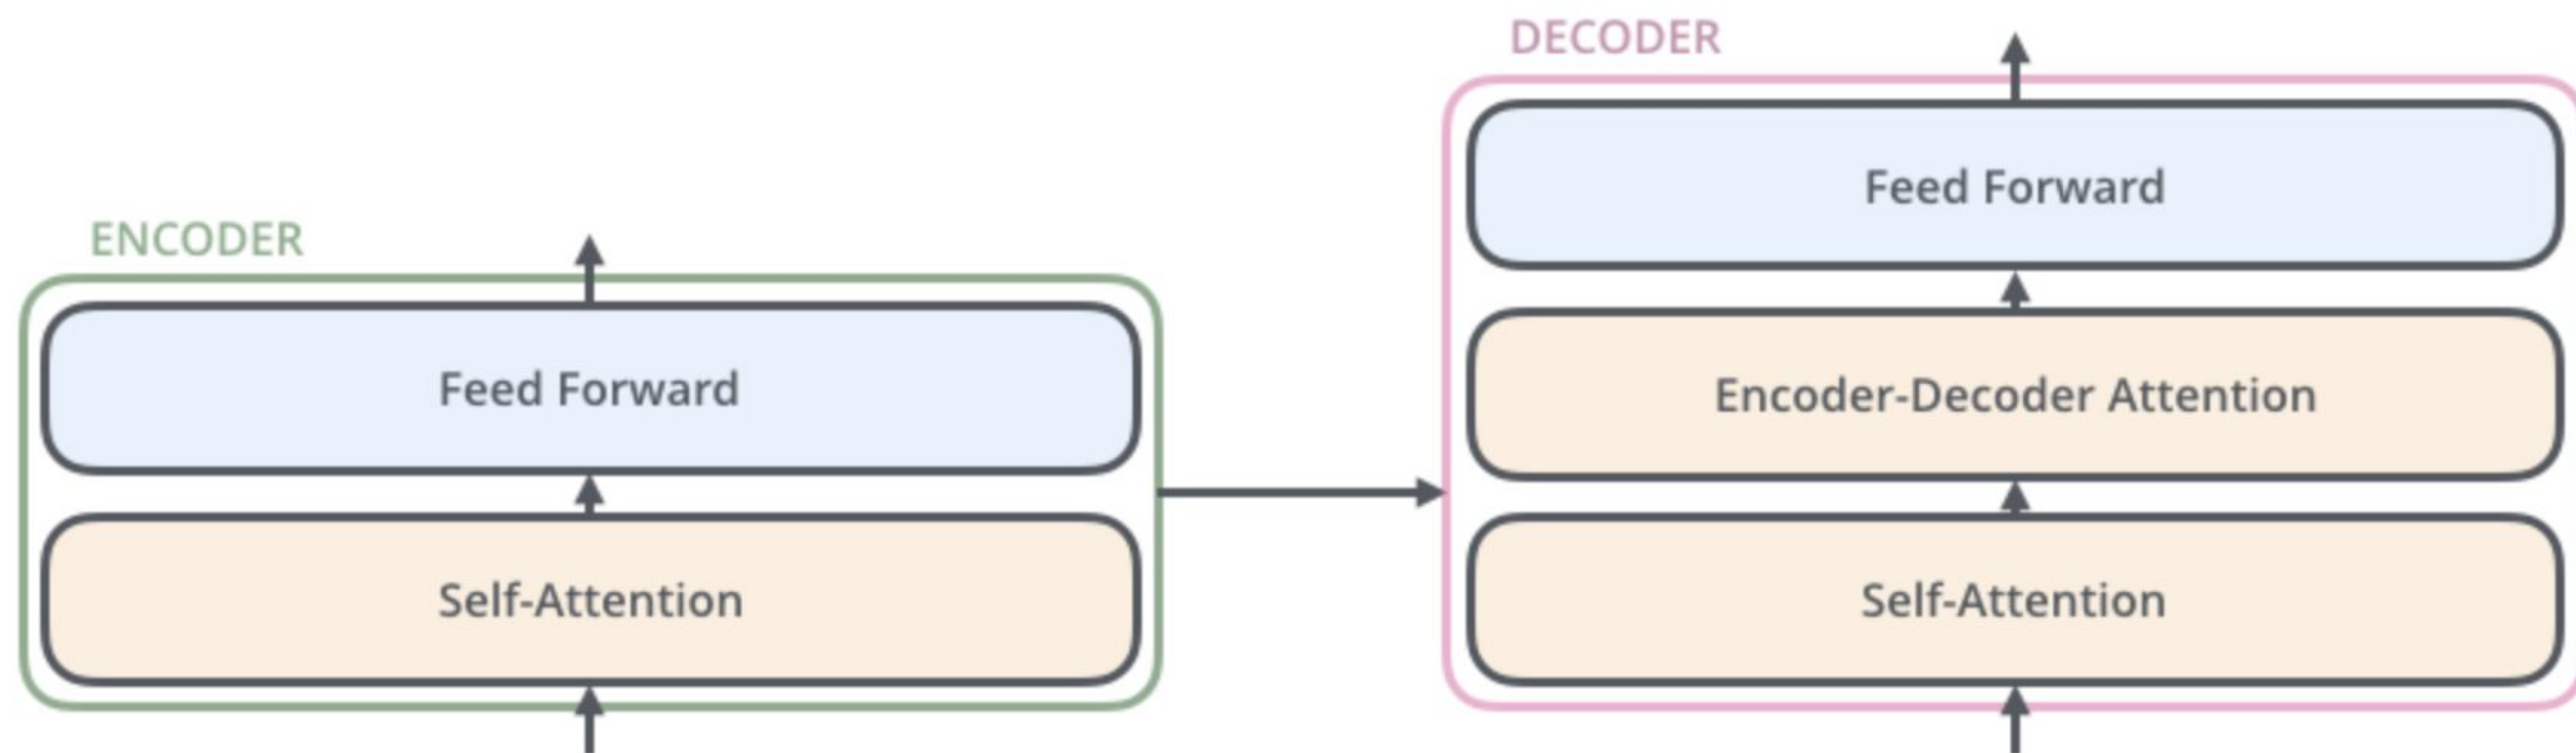 ENCODER
Feed Forward
Self-Attention
DECODER
Feed Forward
Encoder-Decoder Attention
Self-Attention